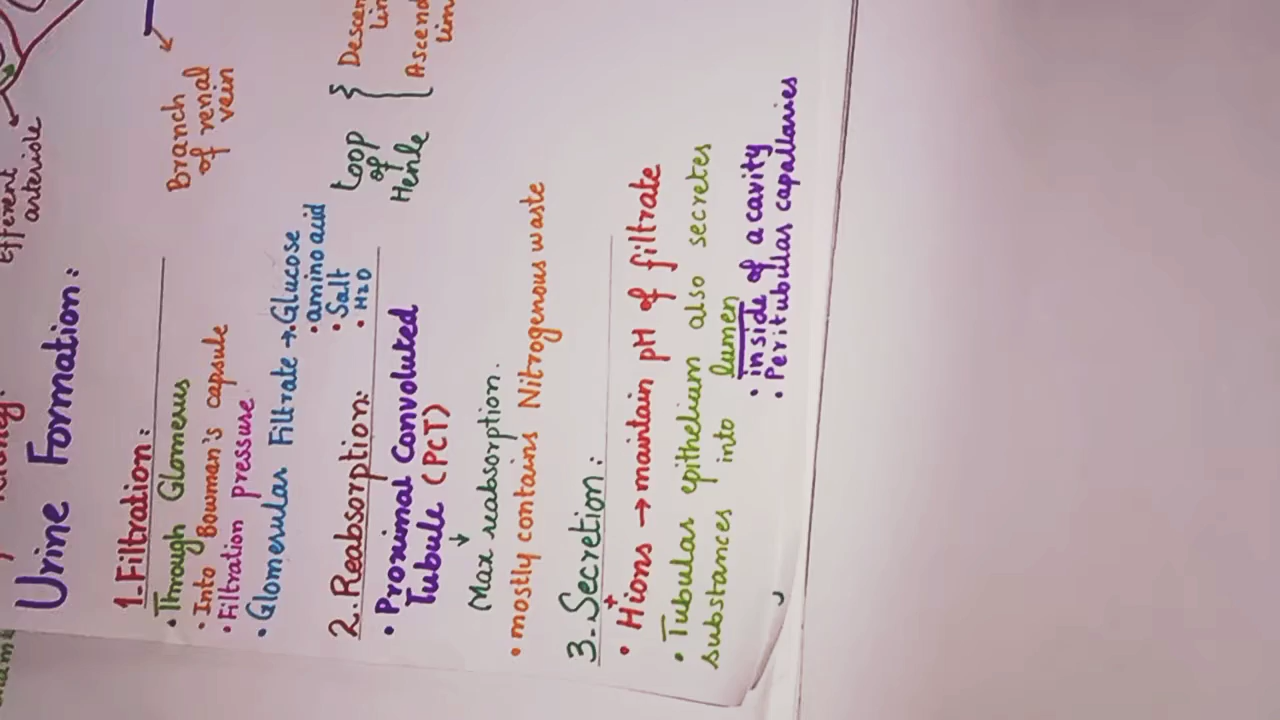 Efferent
arteriole
Branch
of renal
vein
Urine Formation:
1. Filtration:
• Through Glomerus
• Into Bowman's capsule
• Filtration pressure
• Glomerular Filtrate → Glucose
• amino acid
• Salt
• H2O
2. Reabsorption:
• Proximal Convoluted
Tubule (PCT)
Max reabsorption.
• mostly contains Nitrogenous waste
Loop
of
Henle
3. Secretion:
• H+ions → maintain pH of filtrate
• Tubular epithelium also secretes
substances into lumen
• inside of a cavity
• Peritubular capallaries